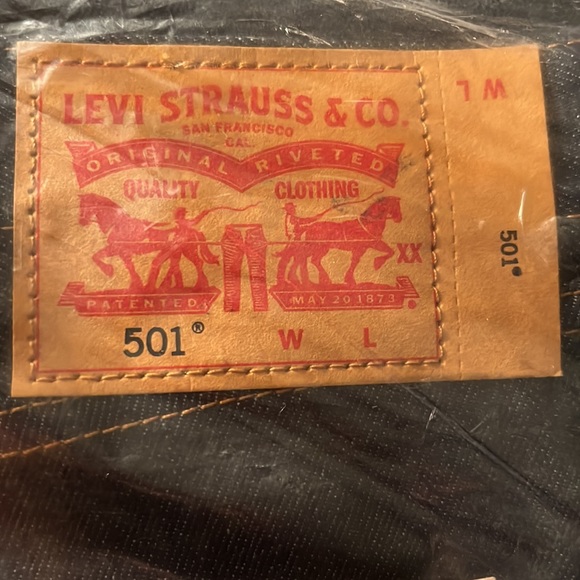 LEVI STRAUSS & CO.
SAN FRANCISCO
CAL.
ORIGINAL RIVETED
QUALITY CLOTHING
XX
PATENTED MAY 20 1873
501® W L
W L
501®